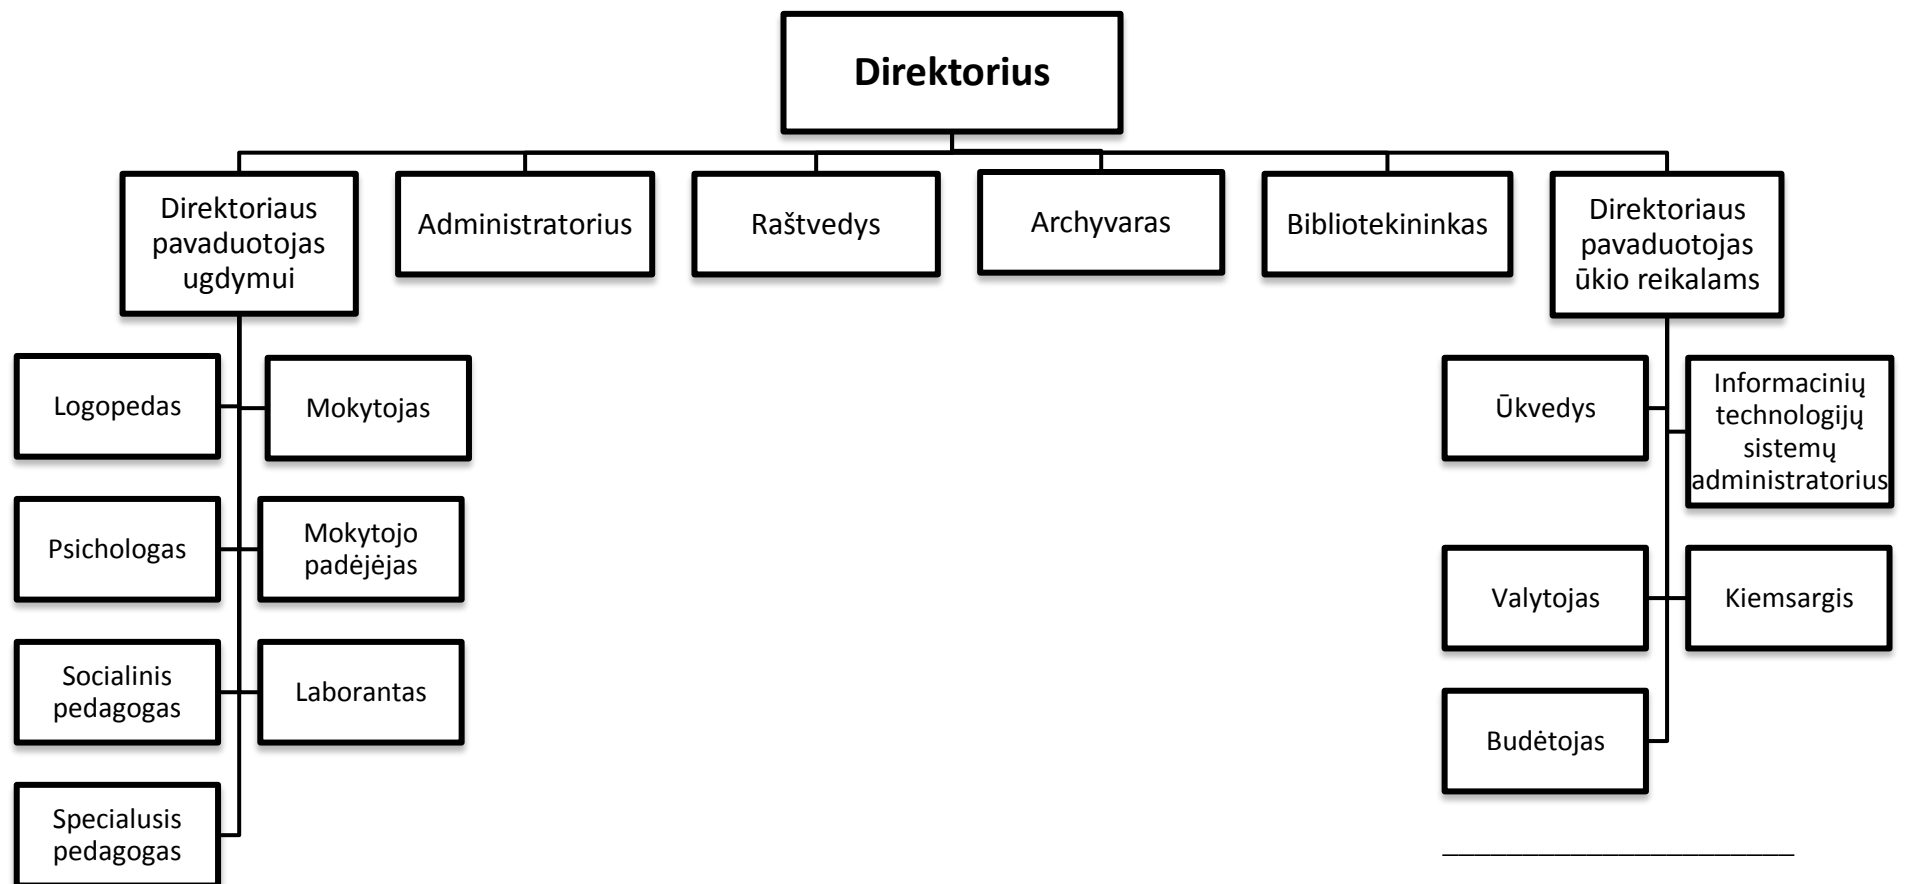 Direktorius
Direktoriaus
pavaduotojas
ugdymui
Administratorius
Raštvedys
Archyvaras
Bibliotekininkas
Direktoriaus
pavaduotojas
ūkio reikalams
Logopedas
Mokytojas
Psichologas
Mokytojo
padėjėjas
Socialinis
pedagogas
Laborantas
Specialusis
pedagogas
Ūkvedys
Informacinių
technologijų
sistemų
administratorius
Valytojas
Kiemsargis
Budėtojas